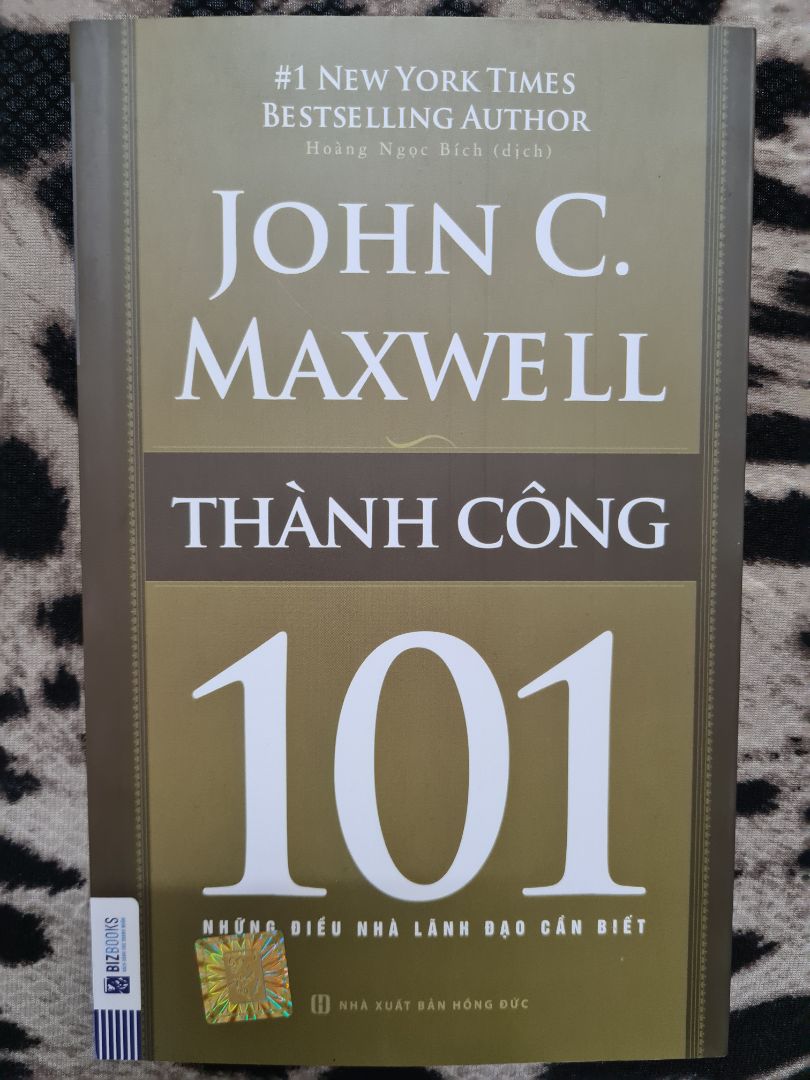 #1 NEW YORK TIMES
BESTSELLING AUTHOR
Hoàng Ngọc Bích (dịch)
JOHN C.
MAXWELL
THÀNH CÔNG
101
NHỮNG ĐIỀU NHÀ LÃNH ĐẠO CẦN BIẾT
NHÀ XUẤT BẢN HỒNG ĐỨC
BIZBOOKS